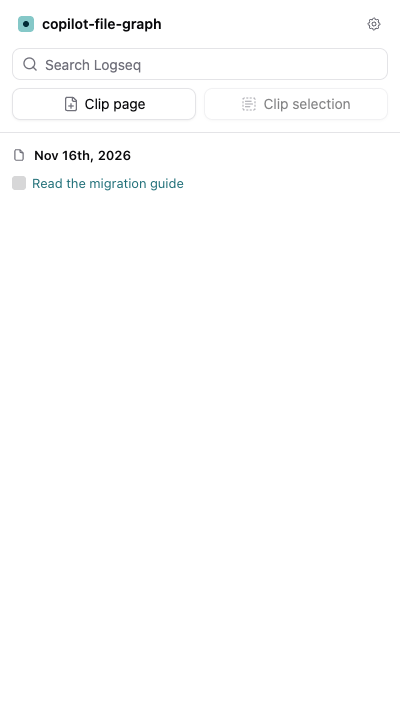 copilot-file-graph
Search Logseq
Clip page
Clip selection
Nov 16th, 2026
Read the migration guide